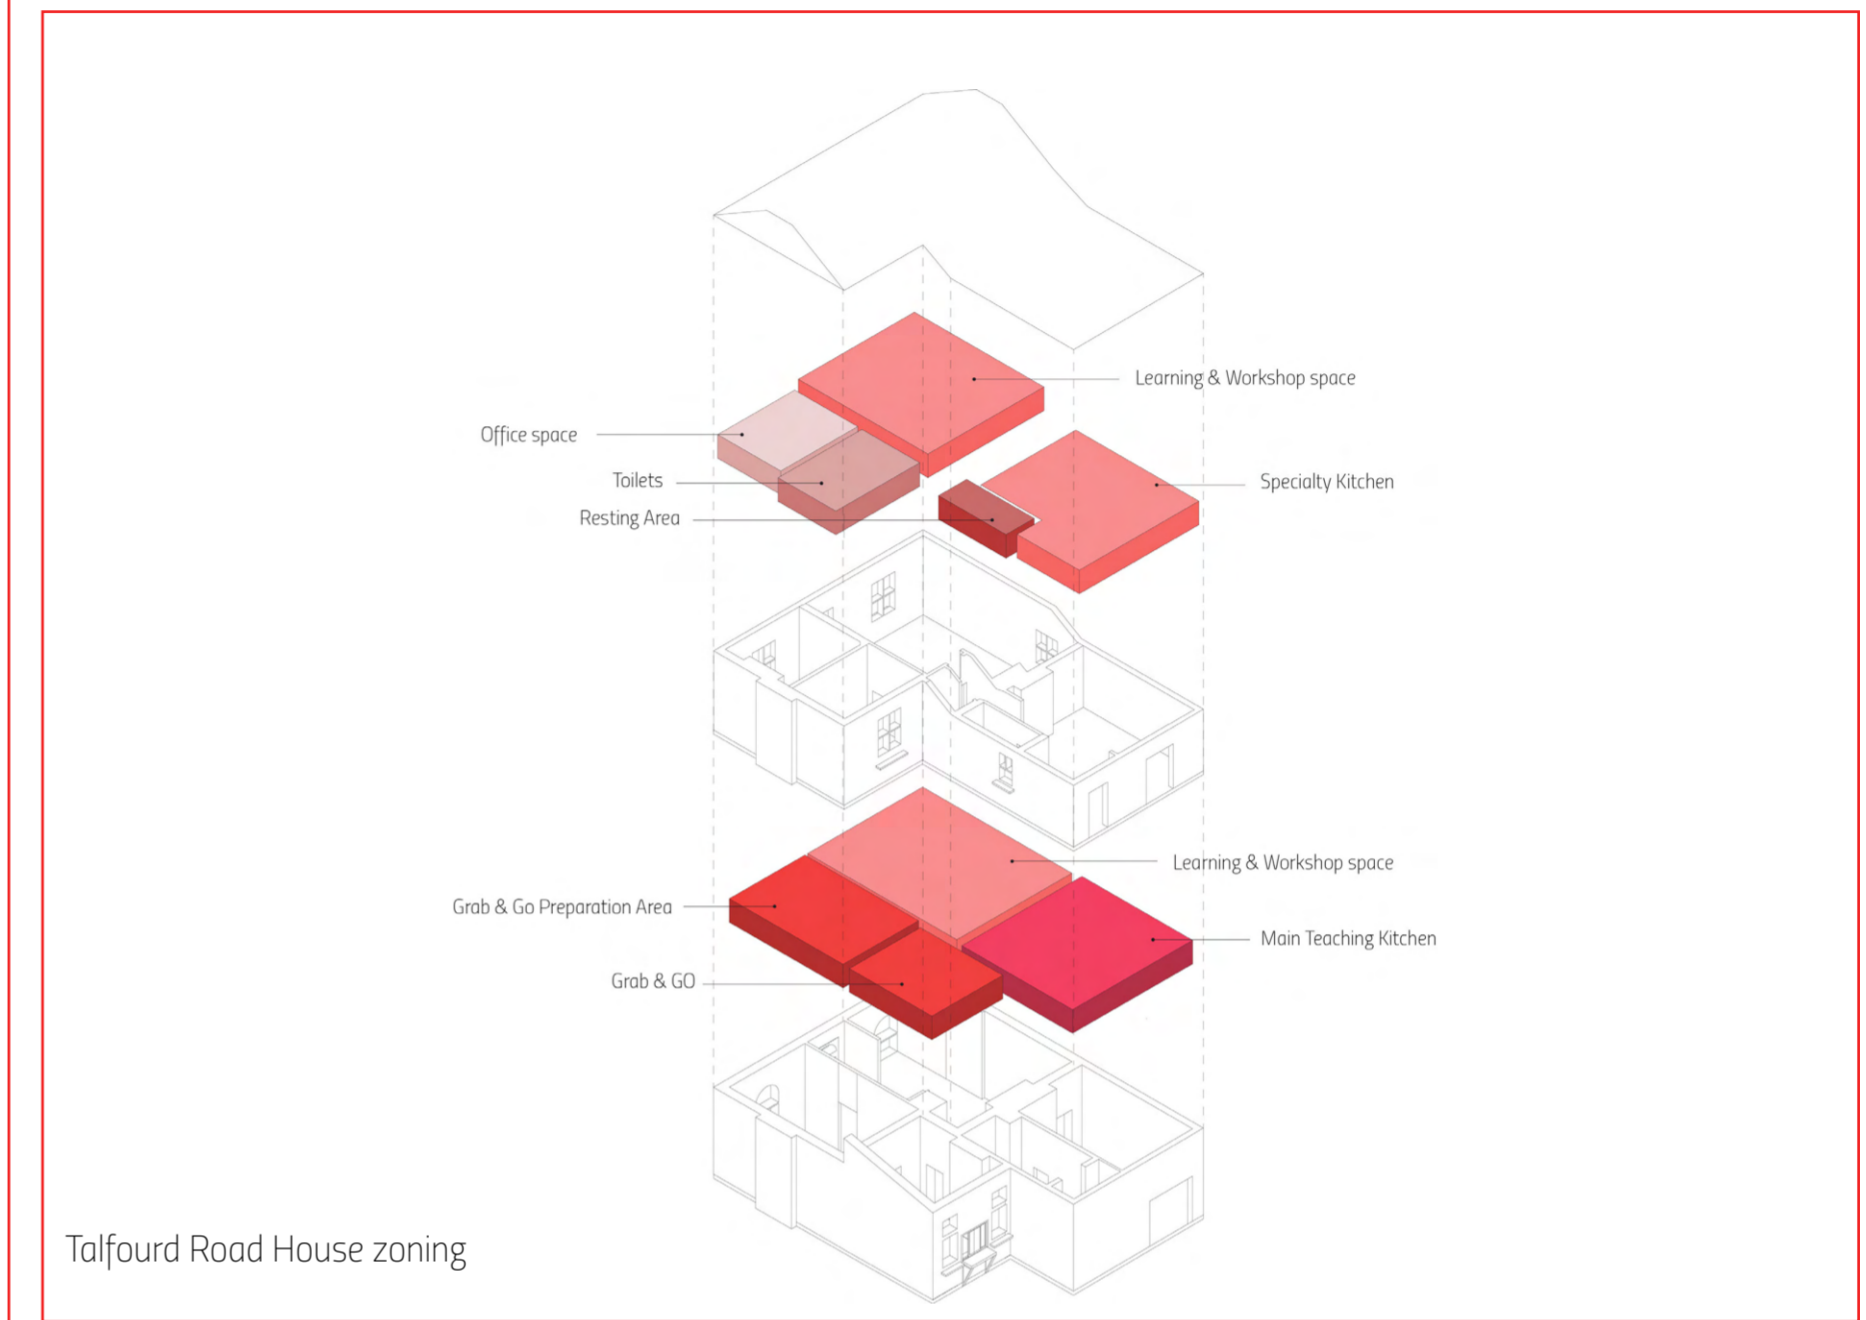 Learning & Workshop space
Office space
Toilets
Specialty Kitchen
Resting Area
Learning & Workshop space
Grab & Go Preparation Area
Main Teaching Kitchen
Grab & GO
Talfourd Road House zoning